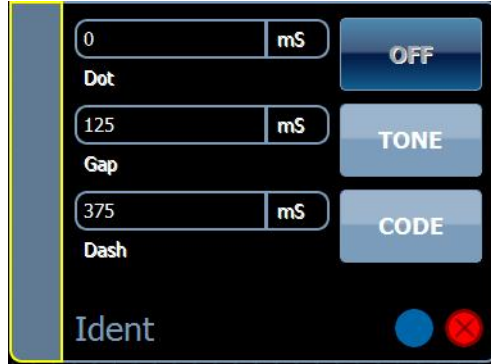 0 mS OFF
Dot
125 mS TONE
Gap
375 mS CODE
Dash
Ident